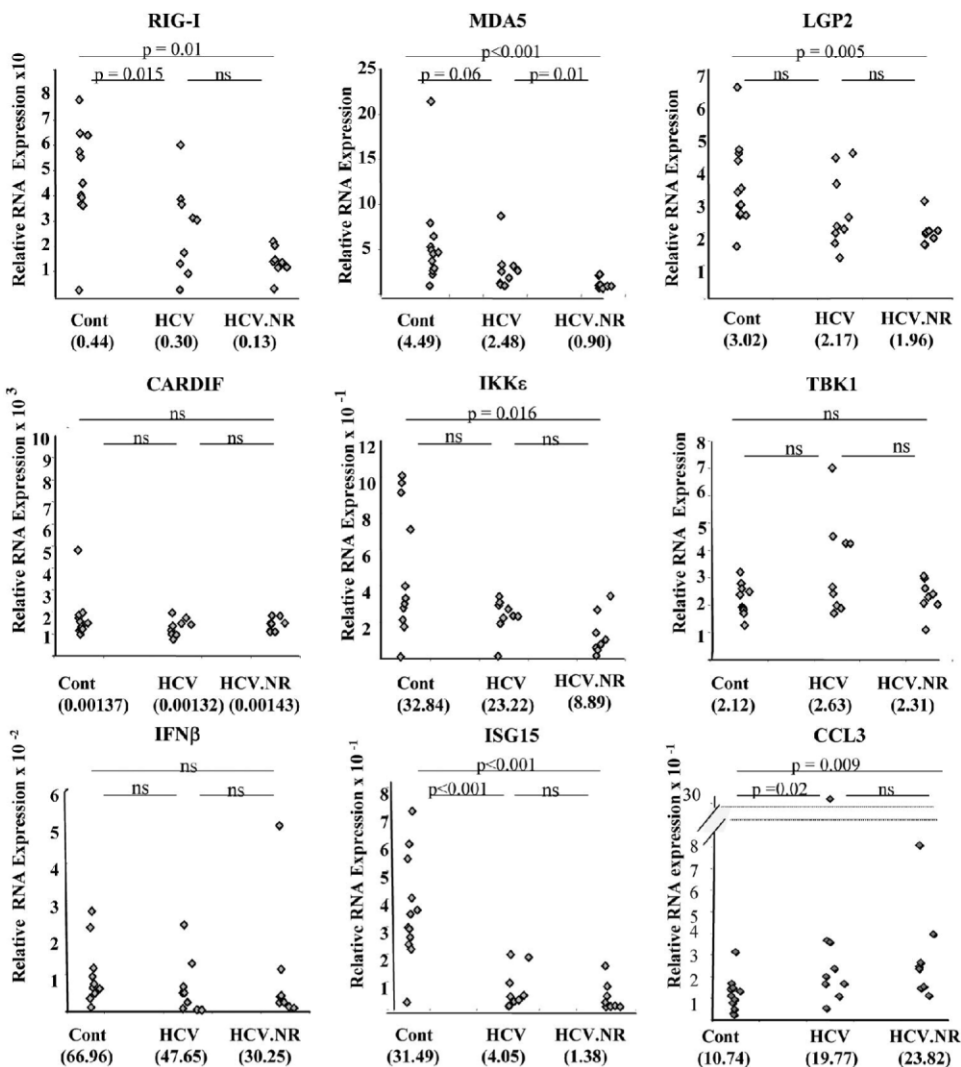 RIG-I
p = 0.01
p = 0.015
ns
Relative RNA Expression x10
8
7
6
5
4
3
2
1
Cont
HCV
HCV.NR
(0.44)
(0.30)
(0.13)
MDA5
p<0.001
p = 0.06
p= 0.01
Relative RNA Expression
25
20
15
10
5
Cont
HCV
HCV.NR
(4.49)
(2.48)
(0.90)
LGP2
p = 0.005
ns
ns
Relative RNA Expression
7
6
5
4
3
2
1
Cont
HCV
HCV.NR
(3.02)
(2.17)
(1.96)
CARDIF
ns
ns
ns
Relative RNA Expression x 10 3
10
9
8
7
6
5
4
3
2
1
Cont
HCV
HCV.NR
(0.00137)
(0.00132)
(0.00143)
IKKε
p = 0.016
ns
ns
Relative RNA Expression x 10 -1
12
10
8
4
2
Cont
HCV
HCV.NR
(32.84)
(23.22)
(8.89)
TBK1
ns
ns
ns
Relative RNA Expression
8
7
6
5
4
3
2
1
Cont
HCV
HCV.NR
(2.12)
(2.63)
(2.31)
IFNβ
ns
ns
ns
Relative RNA Expression x 10 -2
6
5
4
3
2
1
Cont
HCV
HCV.NR
(66.96)
(47.65)
(30.25)
ISG15
p<0.001
p<0.001
ns
Relative RNA Expression x 10 -1
8
7
6
5
4
3
2
1
Cont
HCV
HCV.NR
(31.49)
(4.05)
(1.38)
CCL3
p = 0.009
p =0.02
ns
Relative RNA expression x 10 -1
30
8
7
6
5
4
3
2
1
Cont
HCV
HCV.NR
(10.74)
(19.77)
(23.82)